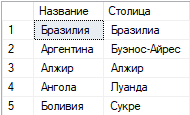 Название Столица
1 Бразилия Бразилиа
2 Аргентина Буэнос-Айрес
3 Алжир Алжир
4 Ангола Луанда
5 Боливия Сукре